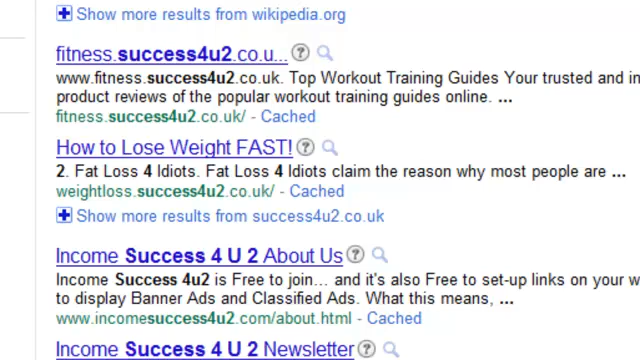 Show more results from wikipedia.org
fitness.success4u2.co.u...
www.fitness.success4u2.co.uk. Top Workout Training Guides Your trusted and in
product reviews of the popular workout training guides online. ...
fitness.success4u2.co.uk/ - Cached
How to Lose Weight FAST!
2. Fat Loss 4 Idiots. Fat Loss 4 Idiots claim the reason why most people are ...
weightloss.success4u2.co.uk/ - Cached
Show more results from success4u2.co.uk
Income Success 4 U 2 About Us
Income Success 4u2 is Free to join... and it's also Free to set-up links on your w
to display Banner Ads and Classified Ads. What this means, ...
www.incomesuccess4u2.com/about.html - Cached
Income Success 4 U 2 Newsletter